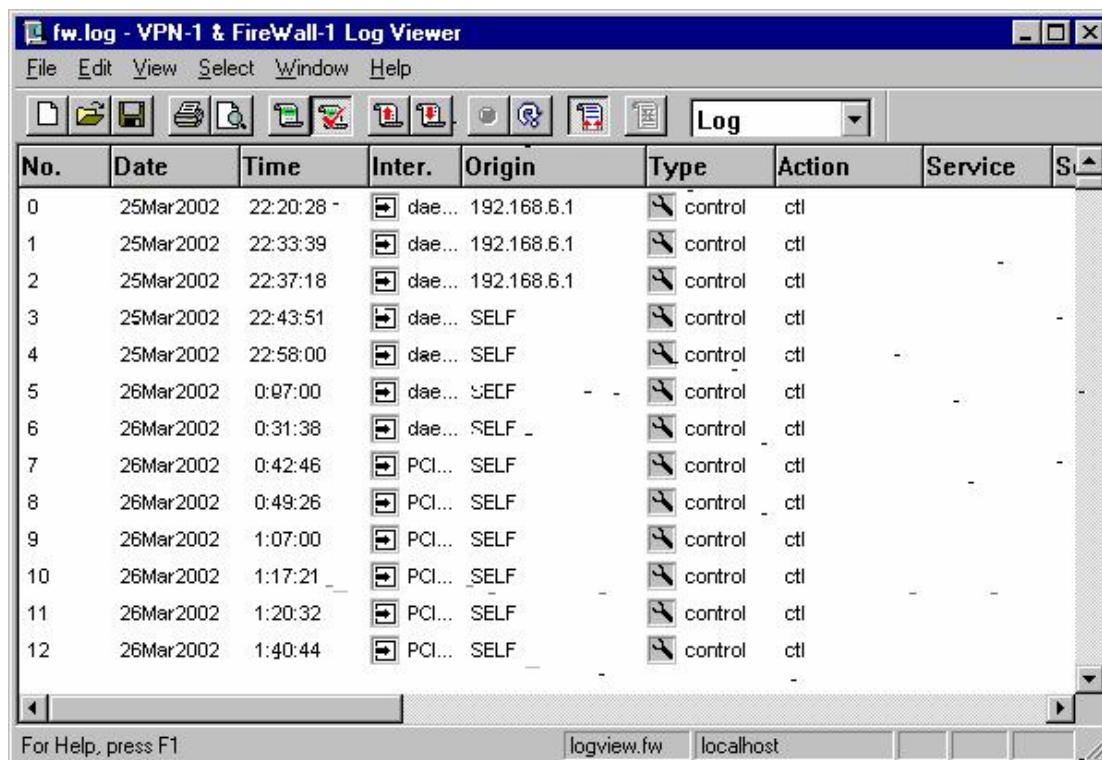 fw.log - VPN-1 & FireWall-1 Log Viewer
File Edit View Select Window Help
Log
No. Date Time Inter. Origin Type Action Service
0 25Mar2002 22:20:28 dae... 192.168.6.1 control ctl
1 25Mar2002 22:33:39 dae... 192.168.6.1 control ctl
2 25Mar2002 22:37:18 dae... 192.168.6.1 control ctl
3 25Mar2002 22:43:51 dae... SELF control ctl
4 25Mar2002 22:58:00 dae... SELF control ctl
5 26Mar2002 dae... SELF control ctl
6 26Mar2002 0:31:38 dae... SELF control ctl
7 26Mar2002 0:42:46 PCI... SELF control ctl
8 26Mar2002 0:49:26 PCI... SELF control ctl
9 26Mar2002 1:07:00 PCI... SELF control ctl
10 26Mar2002 1:17:21 PCI... SELF control ctl
11 26Mar2002 1:20:32 PCI... SELF control ctl
12 26Mar2002 1:40:44 PCI... SELF control ctl
For Help, press F1 logview.fw localhost